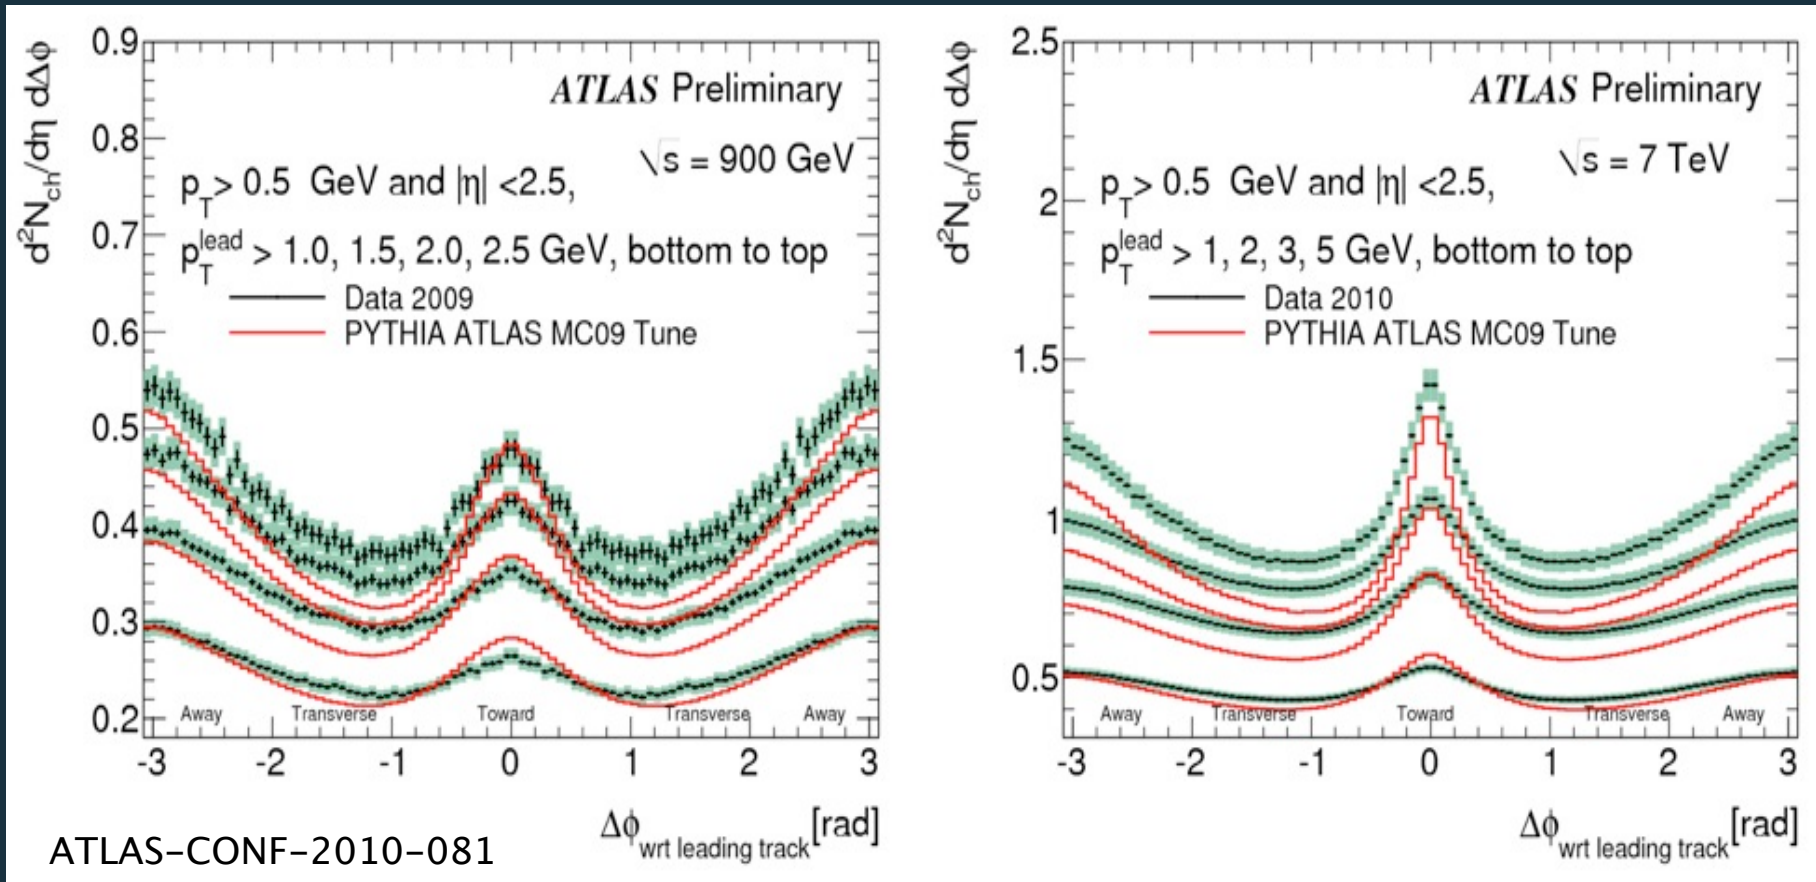 d²N_ch/dη dΔφ
0.9
0.8
0.7
0.6
0.5
0.4
0.3
0.2
ATLAS Preliminary
√s = 900 GeV
p_T > 0.5 GeV and |η| <2.5,
p_T^lead > 1.0, 1.5, 2.0, 2.5 GeV, bottom to top
Data 2009
PYTHIA ATLAS MC09 Tune
Away Transverse Toward Transverse Away
-3 -2 -1 0 1 2 3
Δφ wrt leading track [rad]
d²N_ch/dη dΔφ
2.5
2
1.5
1
0.5
ATLAS Preliminary
√s = 7 TeV
p_T > 0.5 GeV and |η| <2.5,
p_T^lead > 1, 2, 3, 5 GeV, bottom to top
Data 2010
PYTHIA ATLAS MC09 Tune
Away Transverse Toward Transverse Away
-3 -2 -1 0 1 2 3
Δφ wrt leading track [rad]
ATLAS-CONF-2010-081